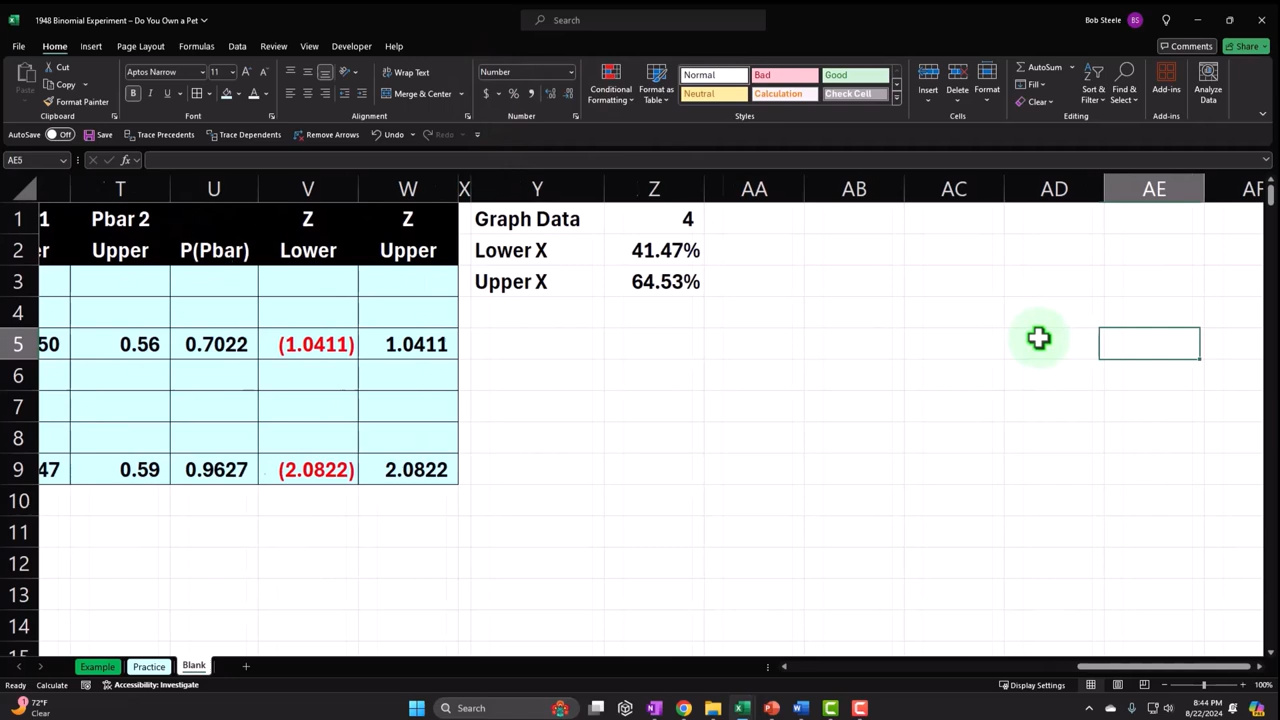 1948 Binomial Experiment – Do You Own a Pet
Search
Bob Steele BS
File Home Insert Page Layout Formulas Data Review View Developer Help
Comments Share
Paste Cut Copy Format Painter
Clipboard
Aptos Narrow 11
Font
Wrap Text
Merge & Center
Alignment
Number
Number
Conditional Formatting
Format as Table
Normal Bad Good
Neutral Calculation Check Cell
Styles
Insert Delete Format
Cells
AutoSum Fill Clear
Sort & Filter
Find & Select
Editing
Add-ins
Add-ins
Analyze Data
AutoSave Off Save Trace Precedents Trace Dependents Remove Arrows Undo Redo
AE5 fx
T U V W X Y Z AA AB AC AD AE AF
1 1 Pbar 2 Z Z Graph Data 4
2 er Upper P(Pbar) Lower Upper Lower X 41.47%
3 Upper X 64.53%
4
5 50 0.56 0.7022 (1.0411) 1.0411
6
7
8
9 47 0.59 0.9627 (2.0822) 2.0822
10
11
12
13
14
15
Example Practice Blank
Ready Calculate Accessibility: Investigate Display Settings 100%
72°F
Clear
Search
8:44 PM
8/22/2024